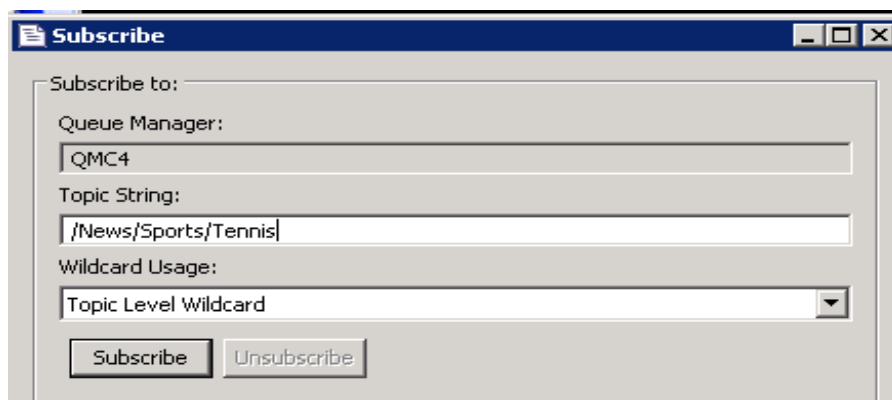 Subscribe
Subscribe to:
Queue Manager:
QMC4
Topic String:
/News/Sports/Tennis
Wildcard Usage:
Topic Level Wildcard
Subscribe Unsubscribe